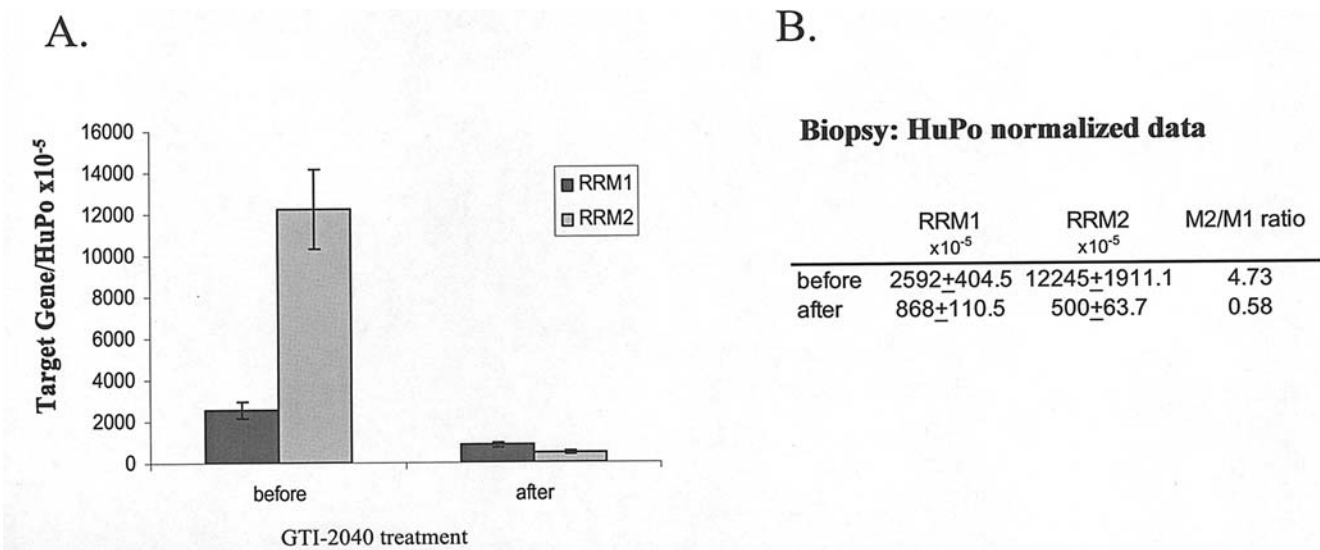 A.
Target Gene/HuPo x10-5
16000
14000
12000
10000
8000
6000
4000
2000
0
RRM1
RRM2
before
after
GTI-2040 treatment
B.
Biopsy: HuPo normalized data
RRM1 RRM2 M2/M1 ratio
x10-5 x10-5
before 2592±404.5 12245±1911.1 4.73
after 868±110.5 500±63.7 0.58